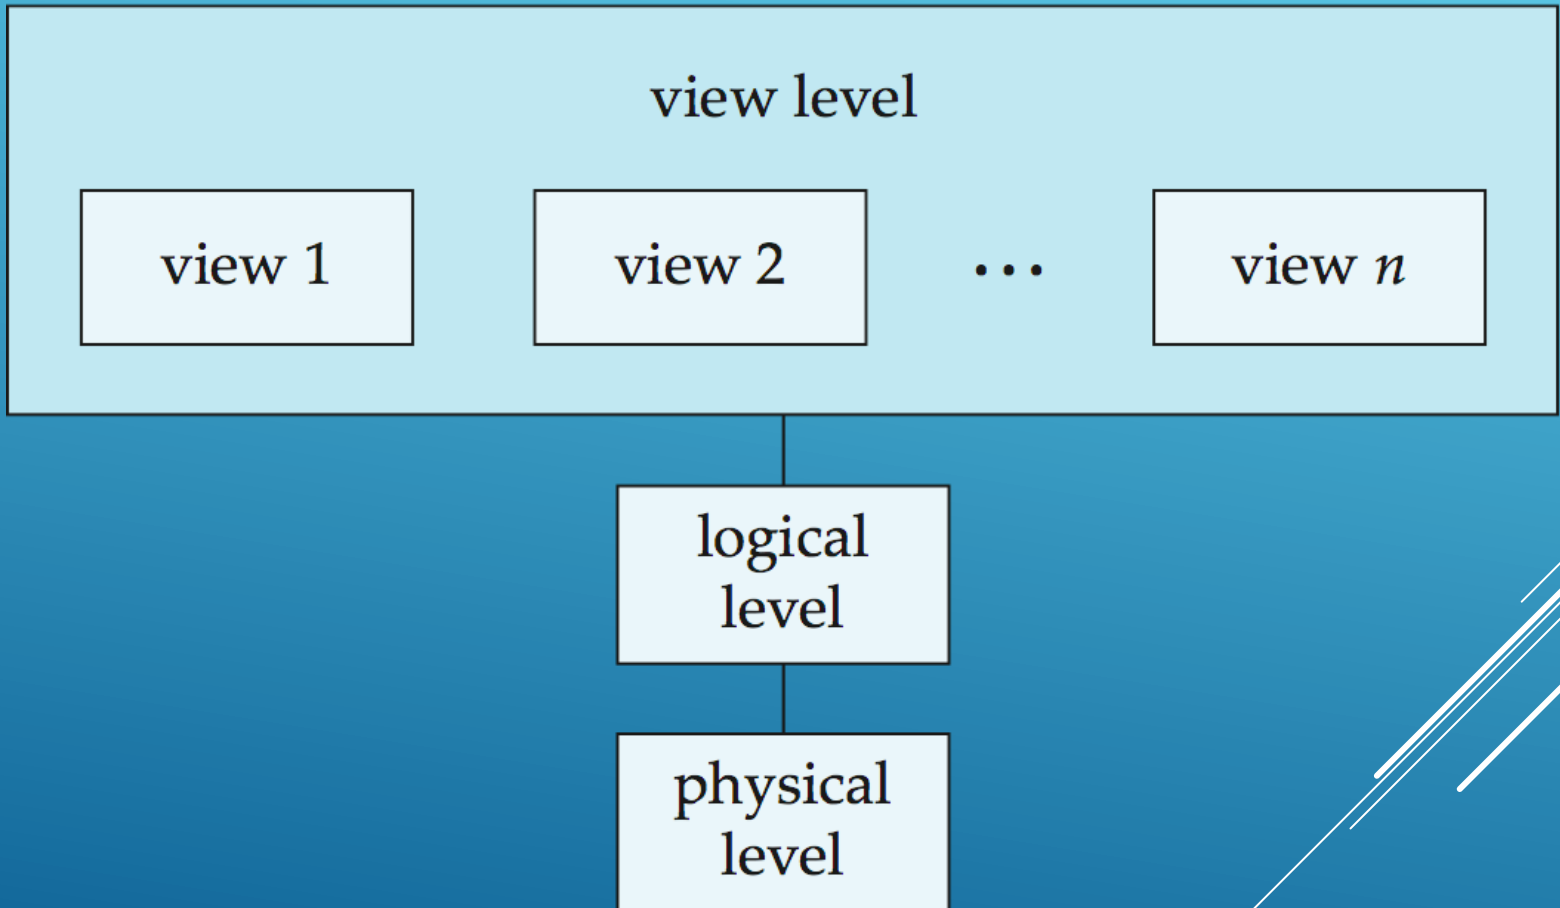 view level
view 1 view 2 ... view n
logical
level
physical
level